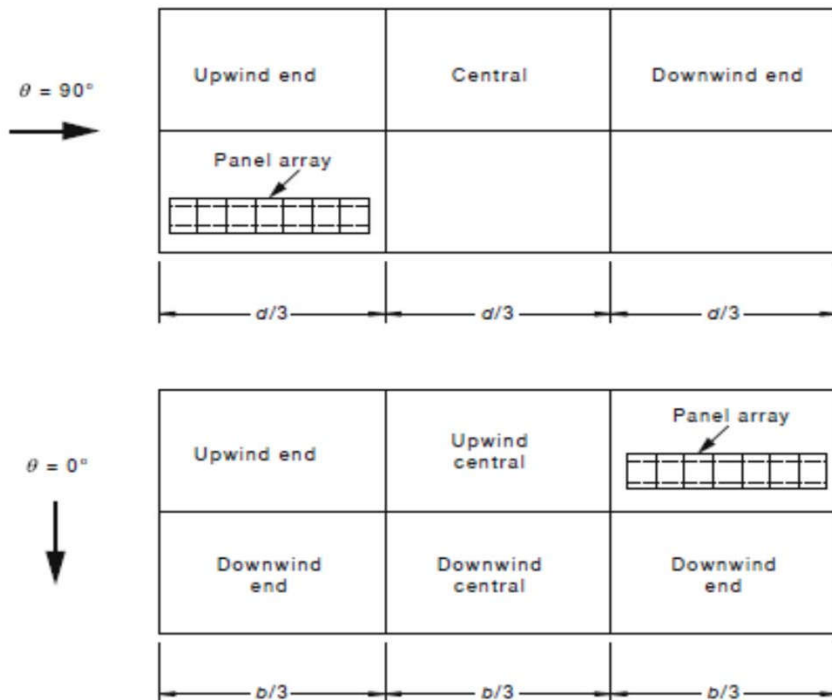 Upwind end
Central
Downwind end
θ = 90°
Panel array
d/3
d/3
d/3
Panel array
Upwind end
Upwind
central
θ = 0°
Downwind
end
Downwind
central
Downwind
end
b/3
b/3
b/3